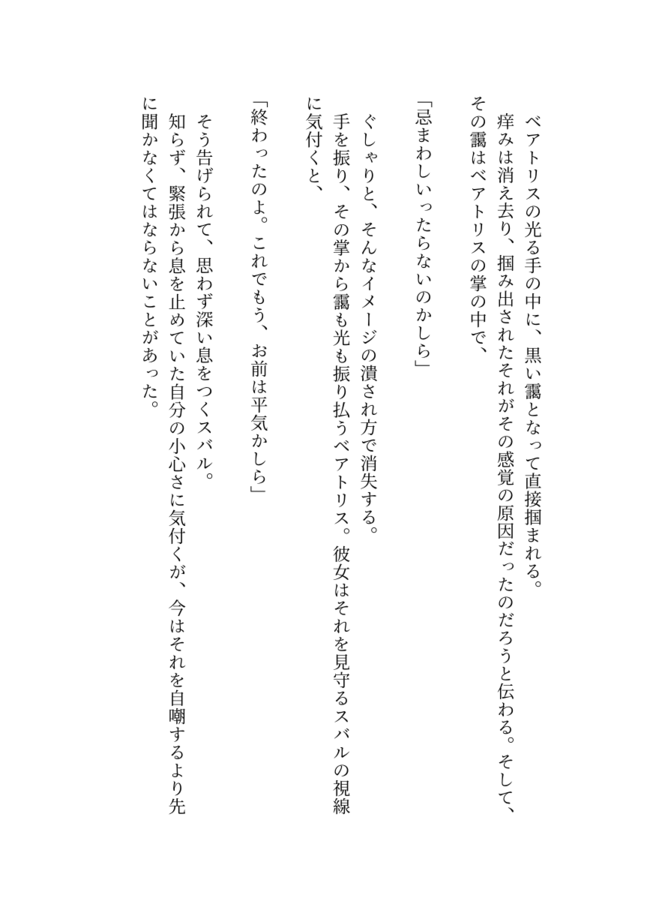 ベアトリスの光る手の中に、黒い靄となって直接掴まれる。
痒みは消え去り、掴み出されたそれがその感覚の原因だったのだろうと伝わる。そして、
その靄はベアトリスの掌の中で、
「忌まわしいったらないのかしら」
ぐしゃりと、そんなイメージの潰され方で消失する。
手を振り、その掌から靄も光も振り払うベアトリス。彼女はそれを見守るスバルの視線
に気付くと、
「終わったのよ。これでもう、お前は平気かしら」
そう告げられて、思わず深い息をつくスバル。
知らず、緊張から息を止めていた自分の小心さに気付くが、今はそれを自嘲するより先
に聞かなくてはならないことがあった。